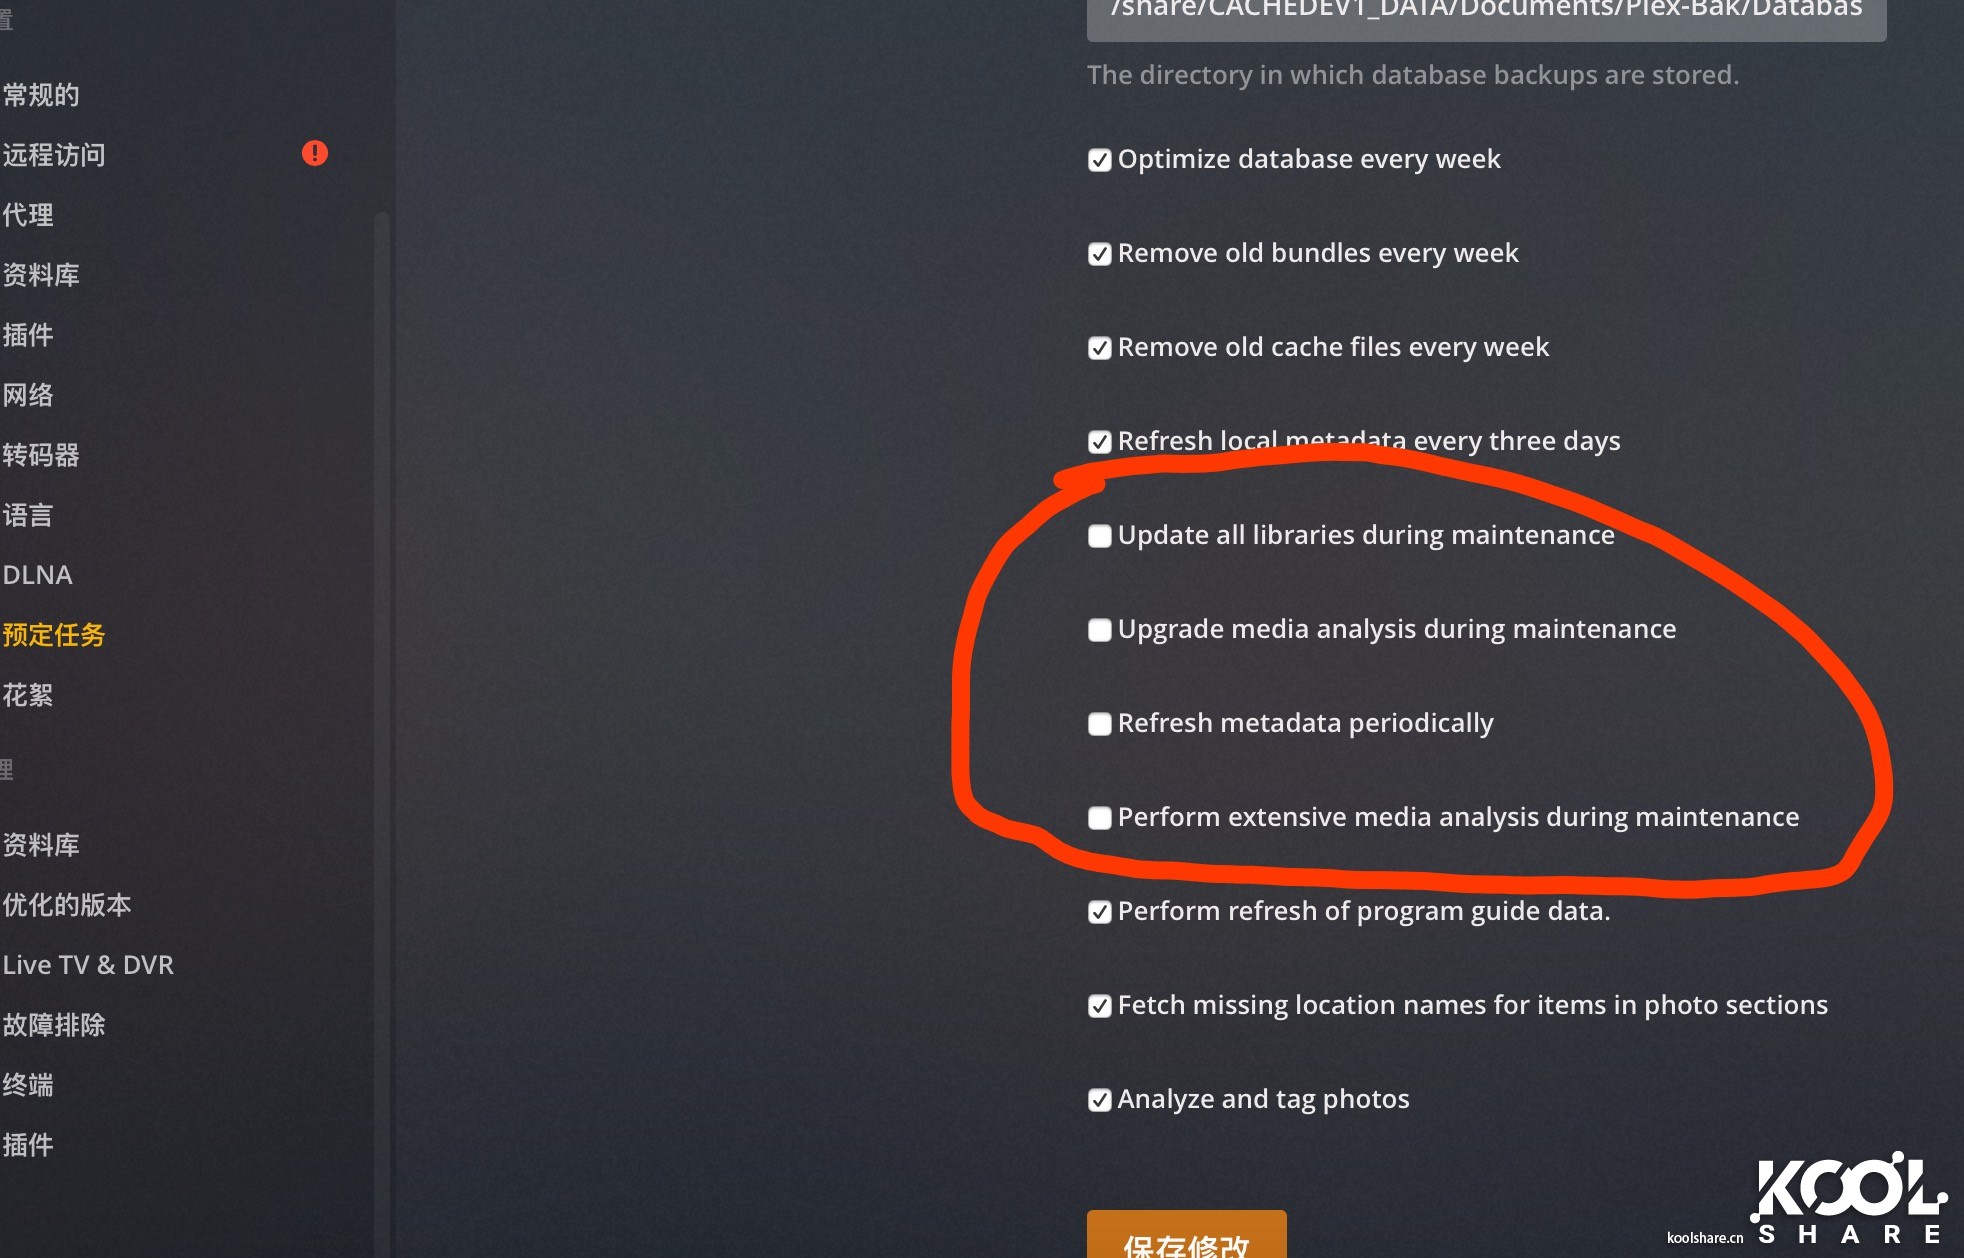 置
常规的
远程访问
代理
资料库
插件
网络
转码器
语言
DLNA
预定任务
花絮
理
资料库
优化的版本
Live TV & DVR
故障排除
终端
插件
/share/CACHEDEV1_DATA/Documents/Plex-Bak/Databas
The directory in which database backups are stored.
Optimize database every week
Remove old bundles every week
Remove old cache files every week
Refresh local metadata every three days
Update all libraries during maintenance
Upgrade media analysis during maintenance
Refresh metadata periodically
Perform extensive media analysis during maintenance
Perform refresh of program guide data.
Fetch missing location names for items in photo sections
Analyze and tag photos
保存修改
KOOL
koolshare.cn SHARE